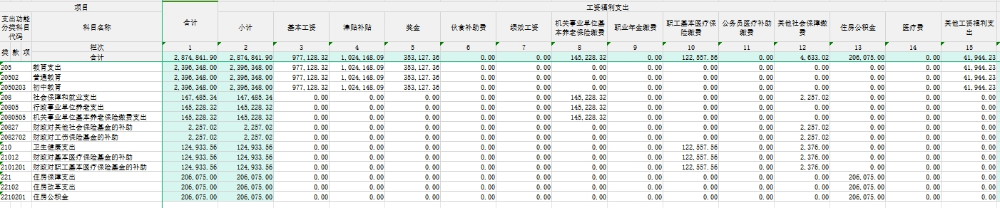 项目 工资福利支出
支出功能分类科目代码 科目名称 合计 小计 基本工资 津贴补贴 奖金 伙食补助费 绩效工资 机关事业单位基本养老保险缴费 职业年金缴费 职工基本医疗保险缴费 公务员医疗补助缴费 其他社会保障缴费 住房公积金 医疗费 其他工资福利支出
类 款 项 栏次 1 2 3 4 5 6 7 8 9 10 11 12 13 14 15
合计 2,874,841.90 2,874,841.90 977,128.32 1,024,148.09 353,127.36 0.00 0.00 145,228.32 0.00 122,557.56 0.00 4,633.02 206,075.00 0.00 41,944.23
205 教育支出 2,396,348.00 2,396,348.00 977,128.32 1,024,148.09 353,127.36 0.00 0.00 0.00 0.00 0.00 0.00 0.00 0.00 0.00 41,944.23
20502 普通教育 2,396,348.00 2,396,348.00 977,128.32 1,024,148.09 353,127.36 0.00 0.00 0.00 0.00 0.00 0.00 0.00 0.00 0.00 41,944.23
2050203 初中教育 2,396,348.00 2,396,348.00 977,128.32 1,024,148.09 353,127.36 0.00 0.00 0.00 0.00 0.00 0.00 0.00 0.00 0.00 41,944.23
208 社会保障和就业支出 147,485.34 147,485.34 0.00 0.00 0.00 0.00 0.00 145,228.32 0.00 0.00 0.00 2,257.02 0.00 0.00 0.00
20805 行政事业单位养老支出 145,228.32 145,228.32 0.00 0.00 0.00 0.00 0.00 145,228.32 0.00 0.00 0.00 0.00 0.00 0.00 0.00
2080505 机关事业单位基本养老保险缴费支出 145,228.32 145,228.32 0.00 0.00 0.00 0.00 0.00 145,228.32 0.00 0.00 0.00 0.00 0.00 0.00 0.00
20827 财政对其他社会保险基金的补助 2,257.02 2,257.02 0.00 0.00 0.00 0.00 0.00 0.00 0.00 0.00 0.00 2,257.02 0.00 0.00 0.00
2082702 财政对工伤保险基金的补助 2,257.02 2,257.02 0.00 0.00 0.00 0.00 0.00 0.00 0.00 0.00 0.00 2,257.02 0.00 0.00 0.00
210 卫生健康支出 124,933.56 124,933.56 0.00 0.00 0.00 0.00 0.00 0.00 0.00 122,557.56 0.00 2,376.00 0.00 0.00 0.00
21012 财政对基本医疗保险基金的补助 124,933.56 124,933.56 0.00 0.00 0.00 0.00 0.00 0.00 0.00 122,557.56 0.00 2,376.00 0.00 0.00 0.00
2101201 财政对职工基本医疗保险基金的补助 124,933.56 124,933.56 0.00 0.00 0.00 0.00 0.00 0.00 0.00 122,557.56 0.00 2,376.00 0.00 0.00 0.00
221 住房保障支出 206,075.00 206,075.00 0.00 0.00 0.00 0.00 0.00 0.00 0.00 0.00 0.00 0.00 206,075.00 0.00 0.00
22102 住房改革支出 206,075.00 206,075.00 0.00 0.00 0.00 0.00 0.00 0.00 0.00 0.00 0.00 0.00 206,075.00 0.00 0.00
2210201 住房公积金 206,075.00 206,075.00 0.00 0.00 0.00 0.00 0.00 0.00 0.00 0.00 0.00 0.00 206,075.00 0.00 0.00